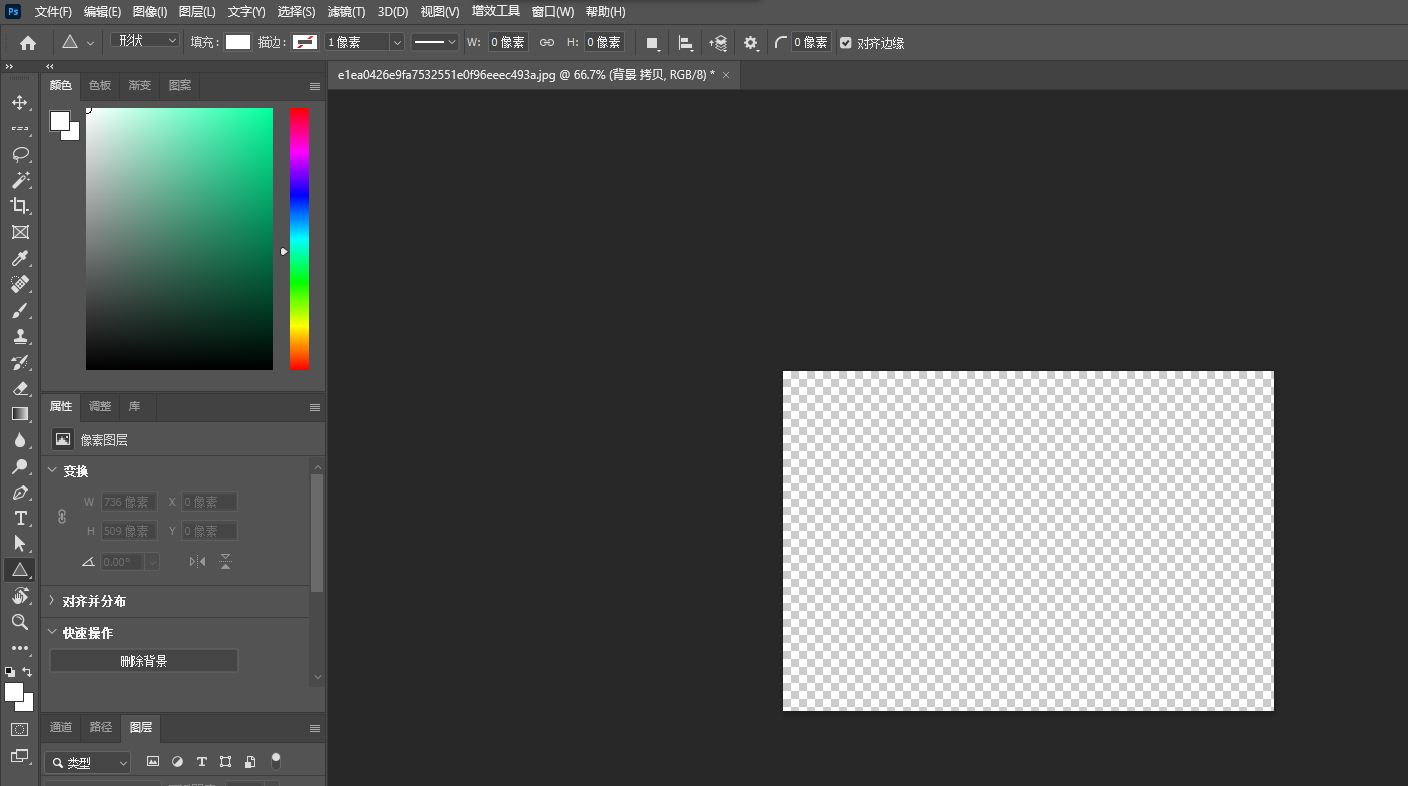 Ps 文件(F) 编辑(E) 图像(I) 图层(L) 文字(Y) 选择(S) 滤镜(T) 3D(D) 视图(V) 增效工具 窗口(W) 帮助(H)
形状 填充: 描边: 1 像素 W: 0 像素 H: 0 像素 0 像素 对齐边缘
e1ea0426e9fa7532551e0f96eeec493a.jpg @ 66.7% (背景 拷贝, RGB/8) * ×
颜色 色板 渐变 图案
属性 调整 库
像素图层
变换
W 736 像素 X 0 像素
H 509 像素 Y 0 像素
0.00°
对齐并分布
快速操作
删除背景
通道 路径 图层
类型